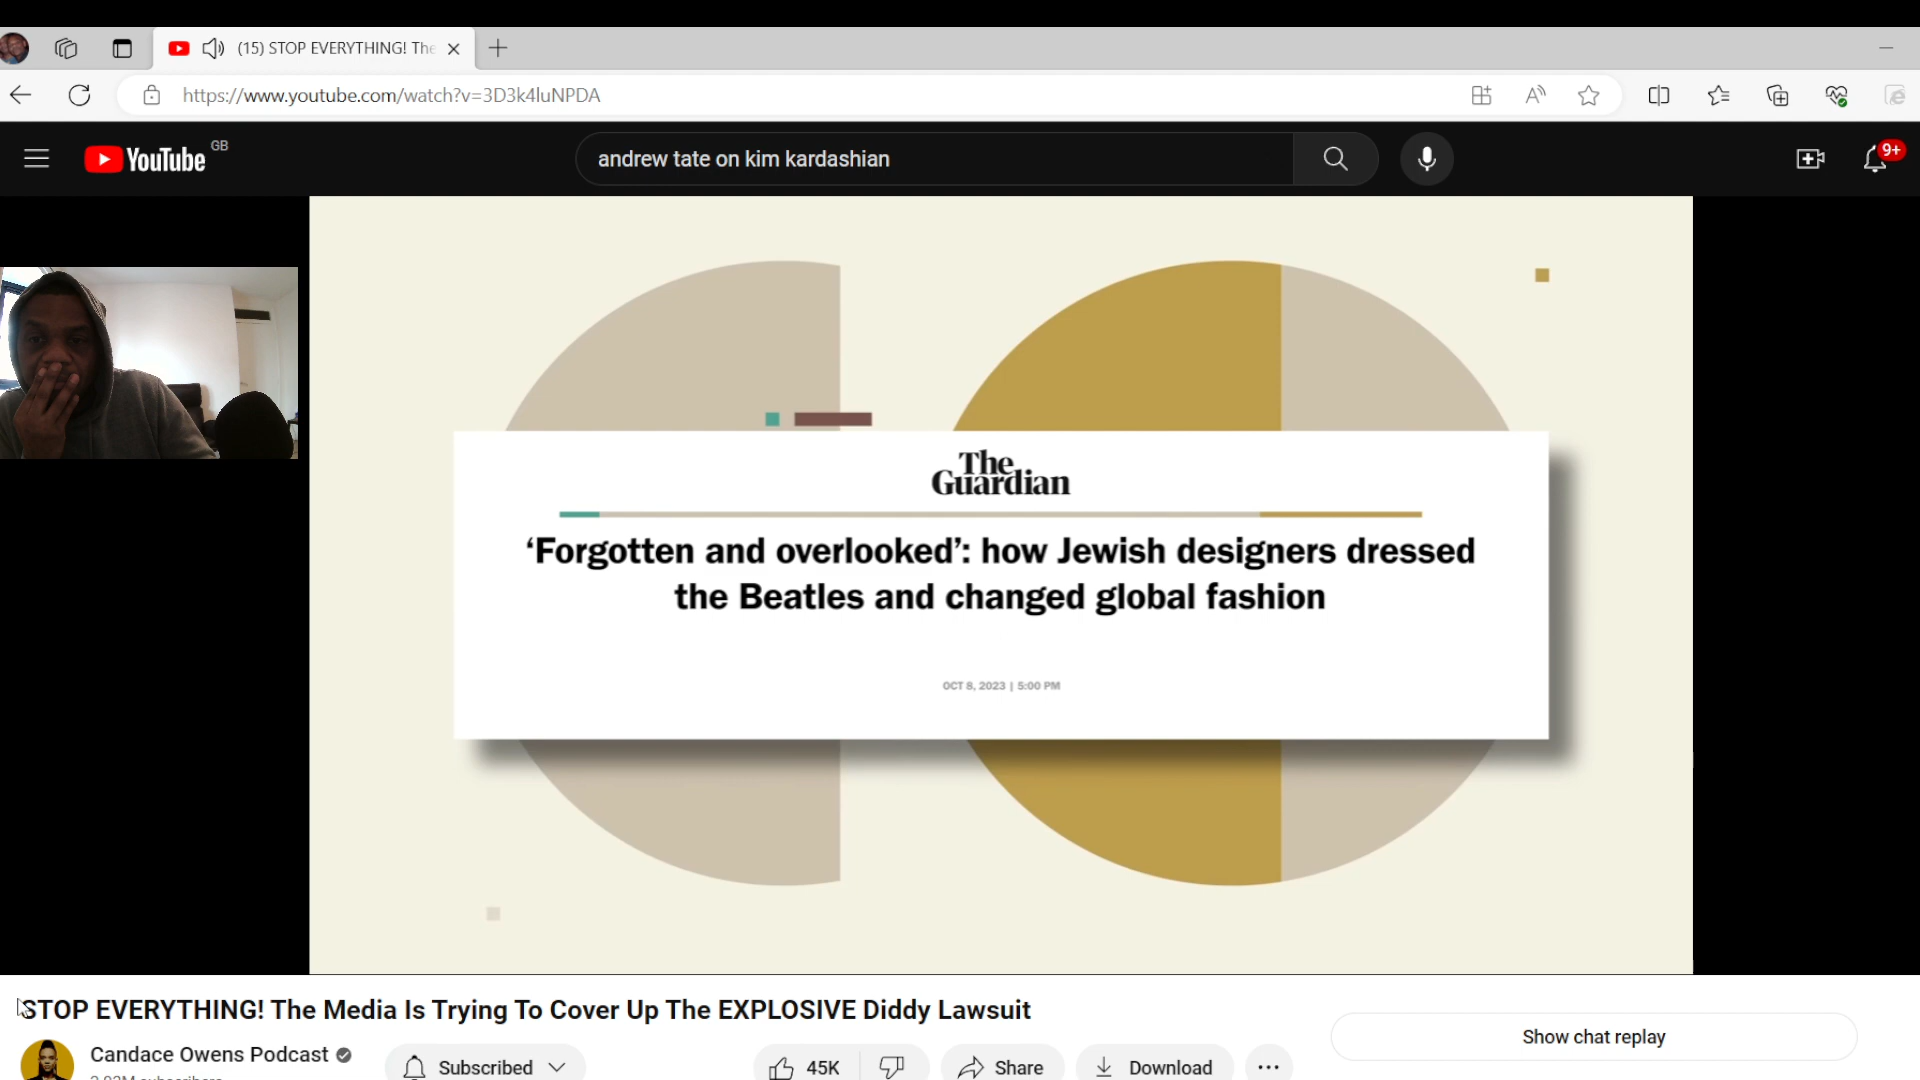 (15) STOP EVERYTHING! The
https://www.youtube.com/watch?v=3D3k4luNPDA
YouTube GB
andrew tate on kim kardashian
9+
The
Guardian
‘Forgotten and overlooked’: how Jewish designers dressed
the Beatles and changed global fashion
OCT 8, 2023 | 5:00 PM
STOP EVERYTHING! The Media Is Trying To Cover Up The EXPLOSIVE Diddy Lawsuit
Show chat replay
Candace Owens Podcast
Subscribed
45K
Share
Download